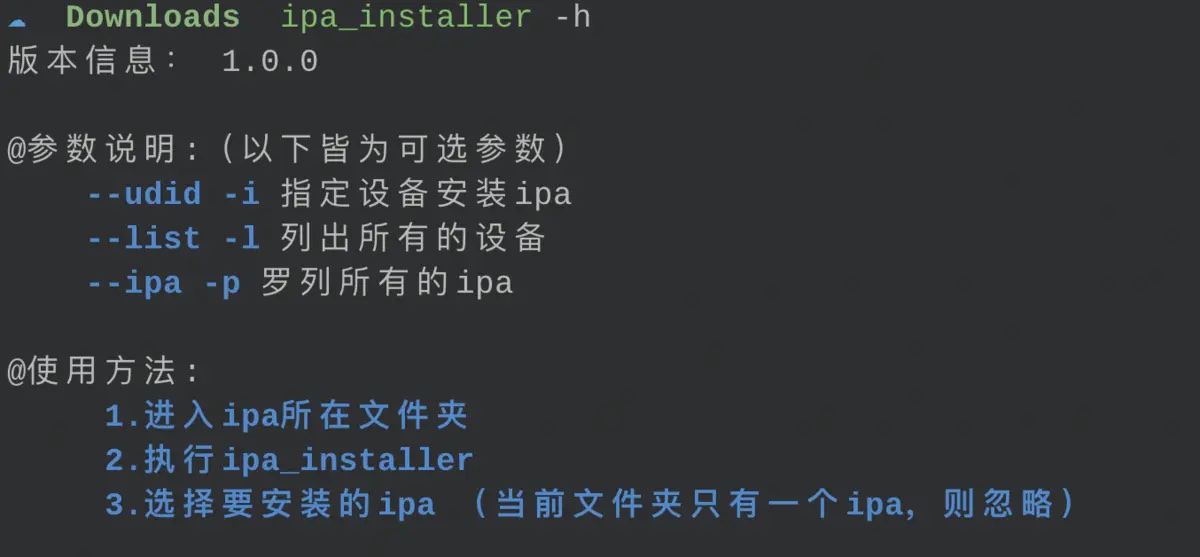 Downloads ipa_installer -h
版本信息： 1.0.0
@参数说明:（以下皆为可选参数）
--udid -i 指定设备安装ipa
--list -l 列出所有的设备
--ipa -p 罗列所有的ipa
@使用方法:
1.进入ipa所在文件夹
2.执行ipa_installer
3.选择要安装的ipa （当前文件夹只有一个ipa, 则忽略）